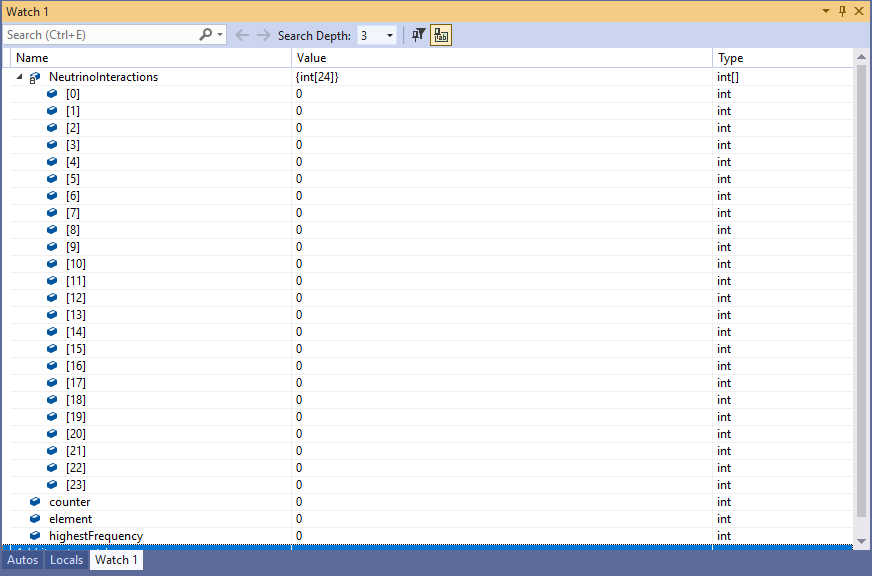 Watch 1
Search (Ctrl+E) Search Depth: 3
Name Value Type
NeutrinoInteractions {int[24]} int[]
[0] 0 int
[1] 0 int
[2] 0 int
[3] 0 int
[4] 0 int
[5] 0 int
[6] 0 int
[7] 0 int
[8] 0 int
[9] 0 int
[10] 0 int
[11] 0 int
[12] 0 int
[13] 0 int
[14] 0 int
[15] 0 int
[16] 0 int
[17] 0 int
[18] 0 int
[19] 0 int
[20] 0 int
[21] 0 int
[22] 0 int
[23] 0 int
counter 0 int
element 0 int
highestFrequency 0 int
Autos Locals Watch 1